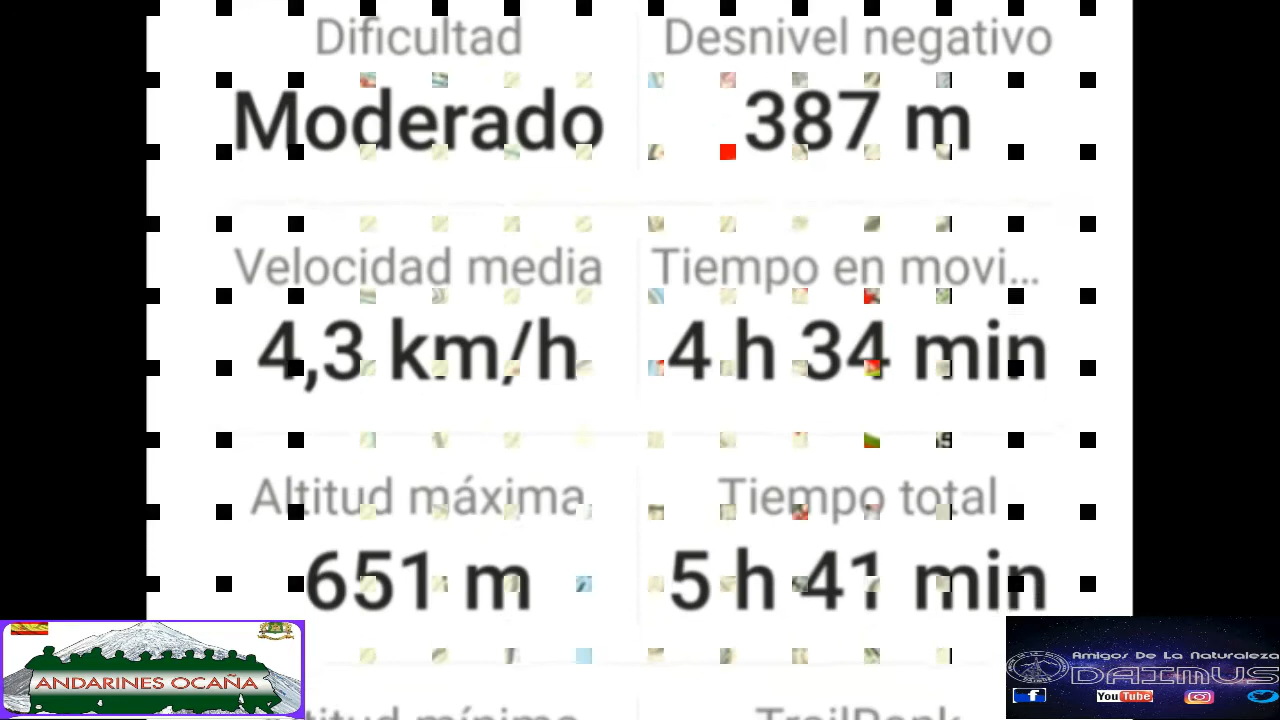 Dificultad Desnivel negativo
Moderado 387 m
Velocidad media Tiempo en movi...
4,3 km/h 4 h 34 min
Altitud máxima Tiempo total
651 m 5 h 41 min
TrailRank
ANDARINES OCAÑA
Amigos De La Naturaleza
DAIMUS
f YouTube